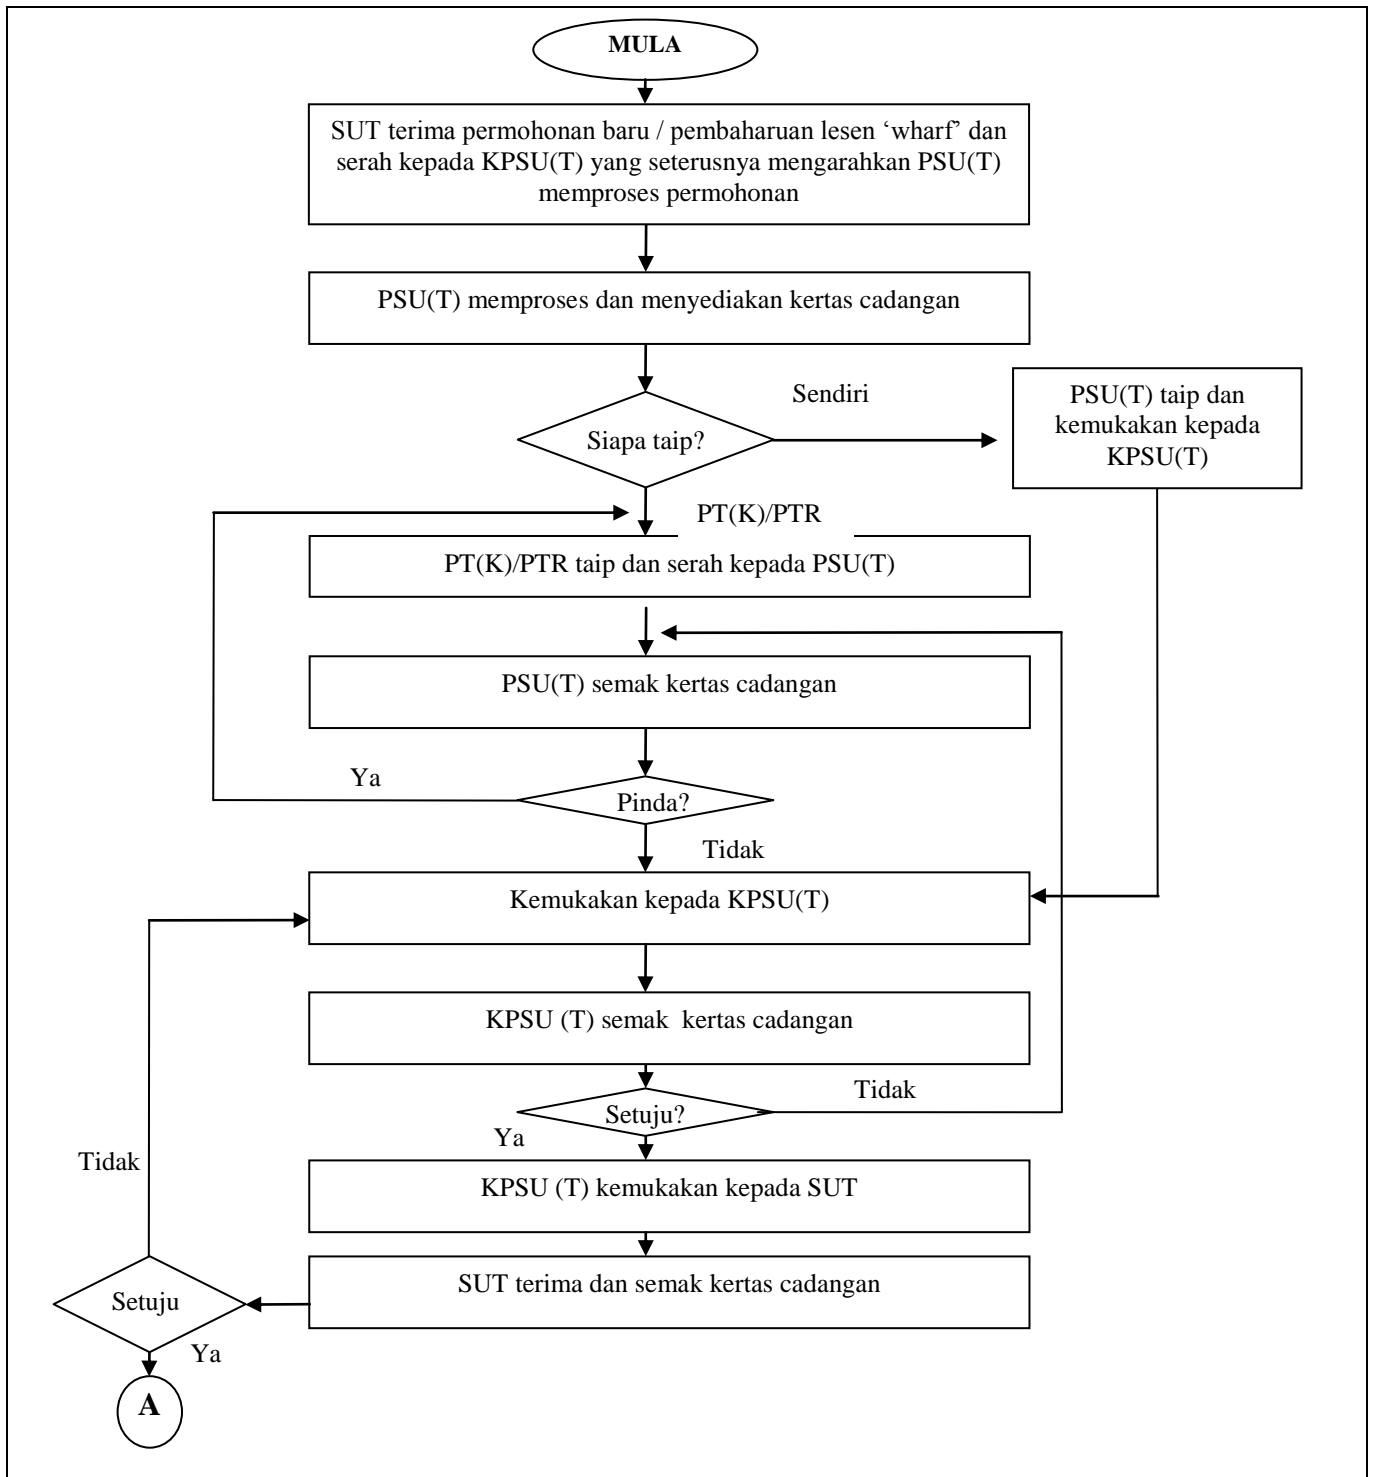 MULA
SUT terima permohonan baru / pembaharuan lesen ‘wharf’ dan
serah kepada KPSU(T) yang seterusnya mengarahkan PSU(T)
memproses permohonan
PSU(T) memproses dan menyediakan kertas cadangan
Sendiri
PSU(T) taip dan
kemukakan kepada
KPSU(T)
Siapa taip?
PT(K)/PTR
PT(K)/PTR taip dan serah kepada PSU(T)
PSU(T) semak kertas cadangan
Ya
Pinda?
Tidak
Kemukakan kepada KPSU(T)
KPSU (T) semak kertas cadangan
Tidak
Setuju?
Ya
Tidak
KPSU (T) kemukakan kepada SUT
SUT terima dan semak kertas cadangan
Setuju
Ya
A